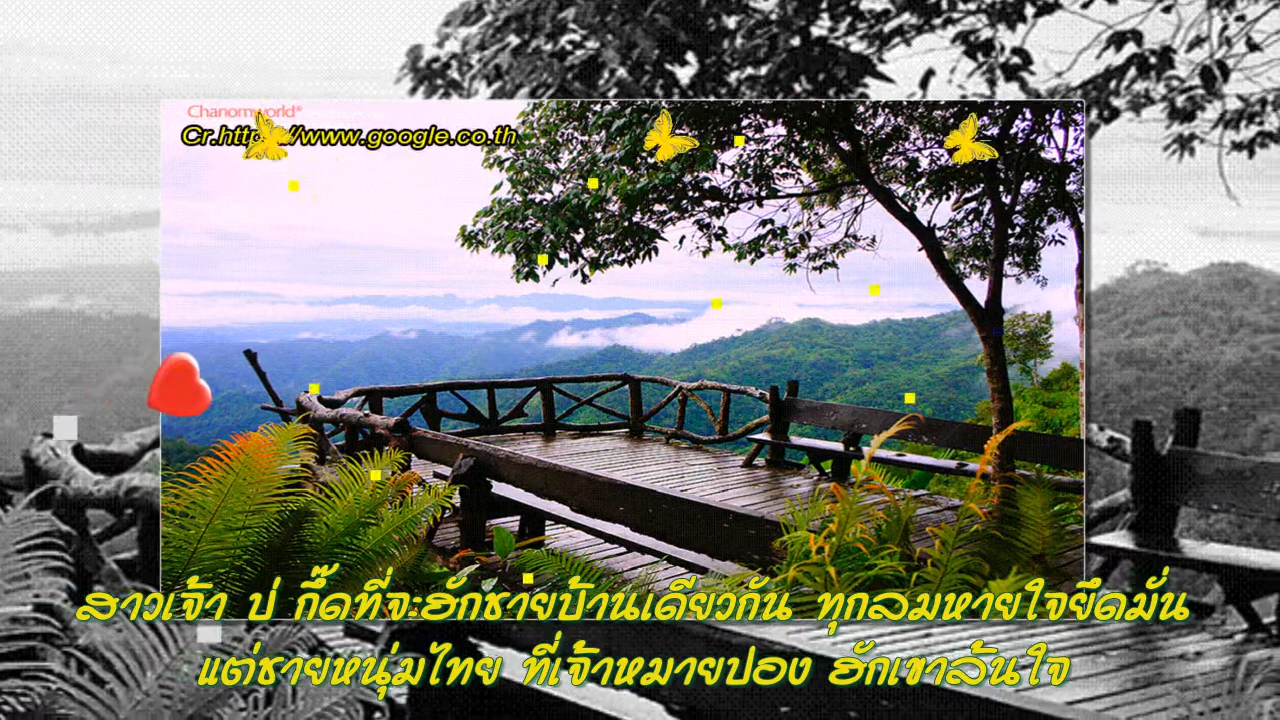 Chanormworld®
Cr.http://www.google.co.th
สาวเจ้า บ่ กึ๊ดที่จะฮักชายบ้านเดียวกัน ทุกลมหายใจยึดมั่น
แต่ชายหนุ่มไทย ที่เจ้าหมายปอง ฮักเขาล้นใจ